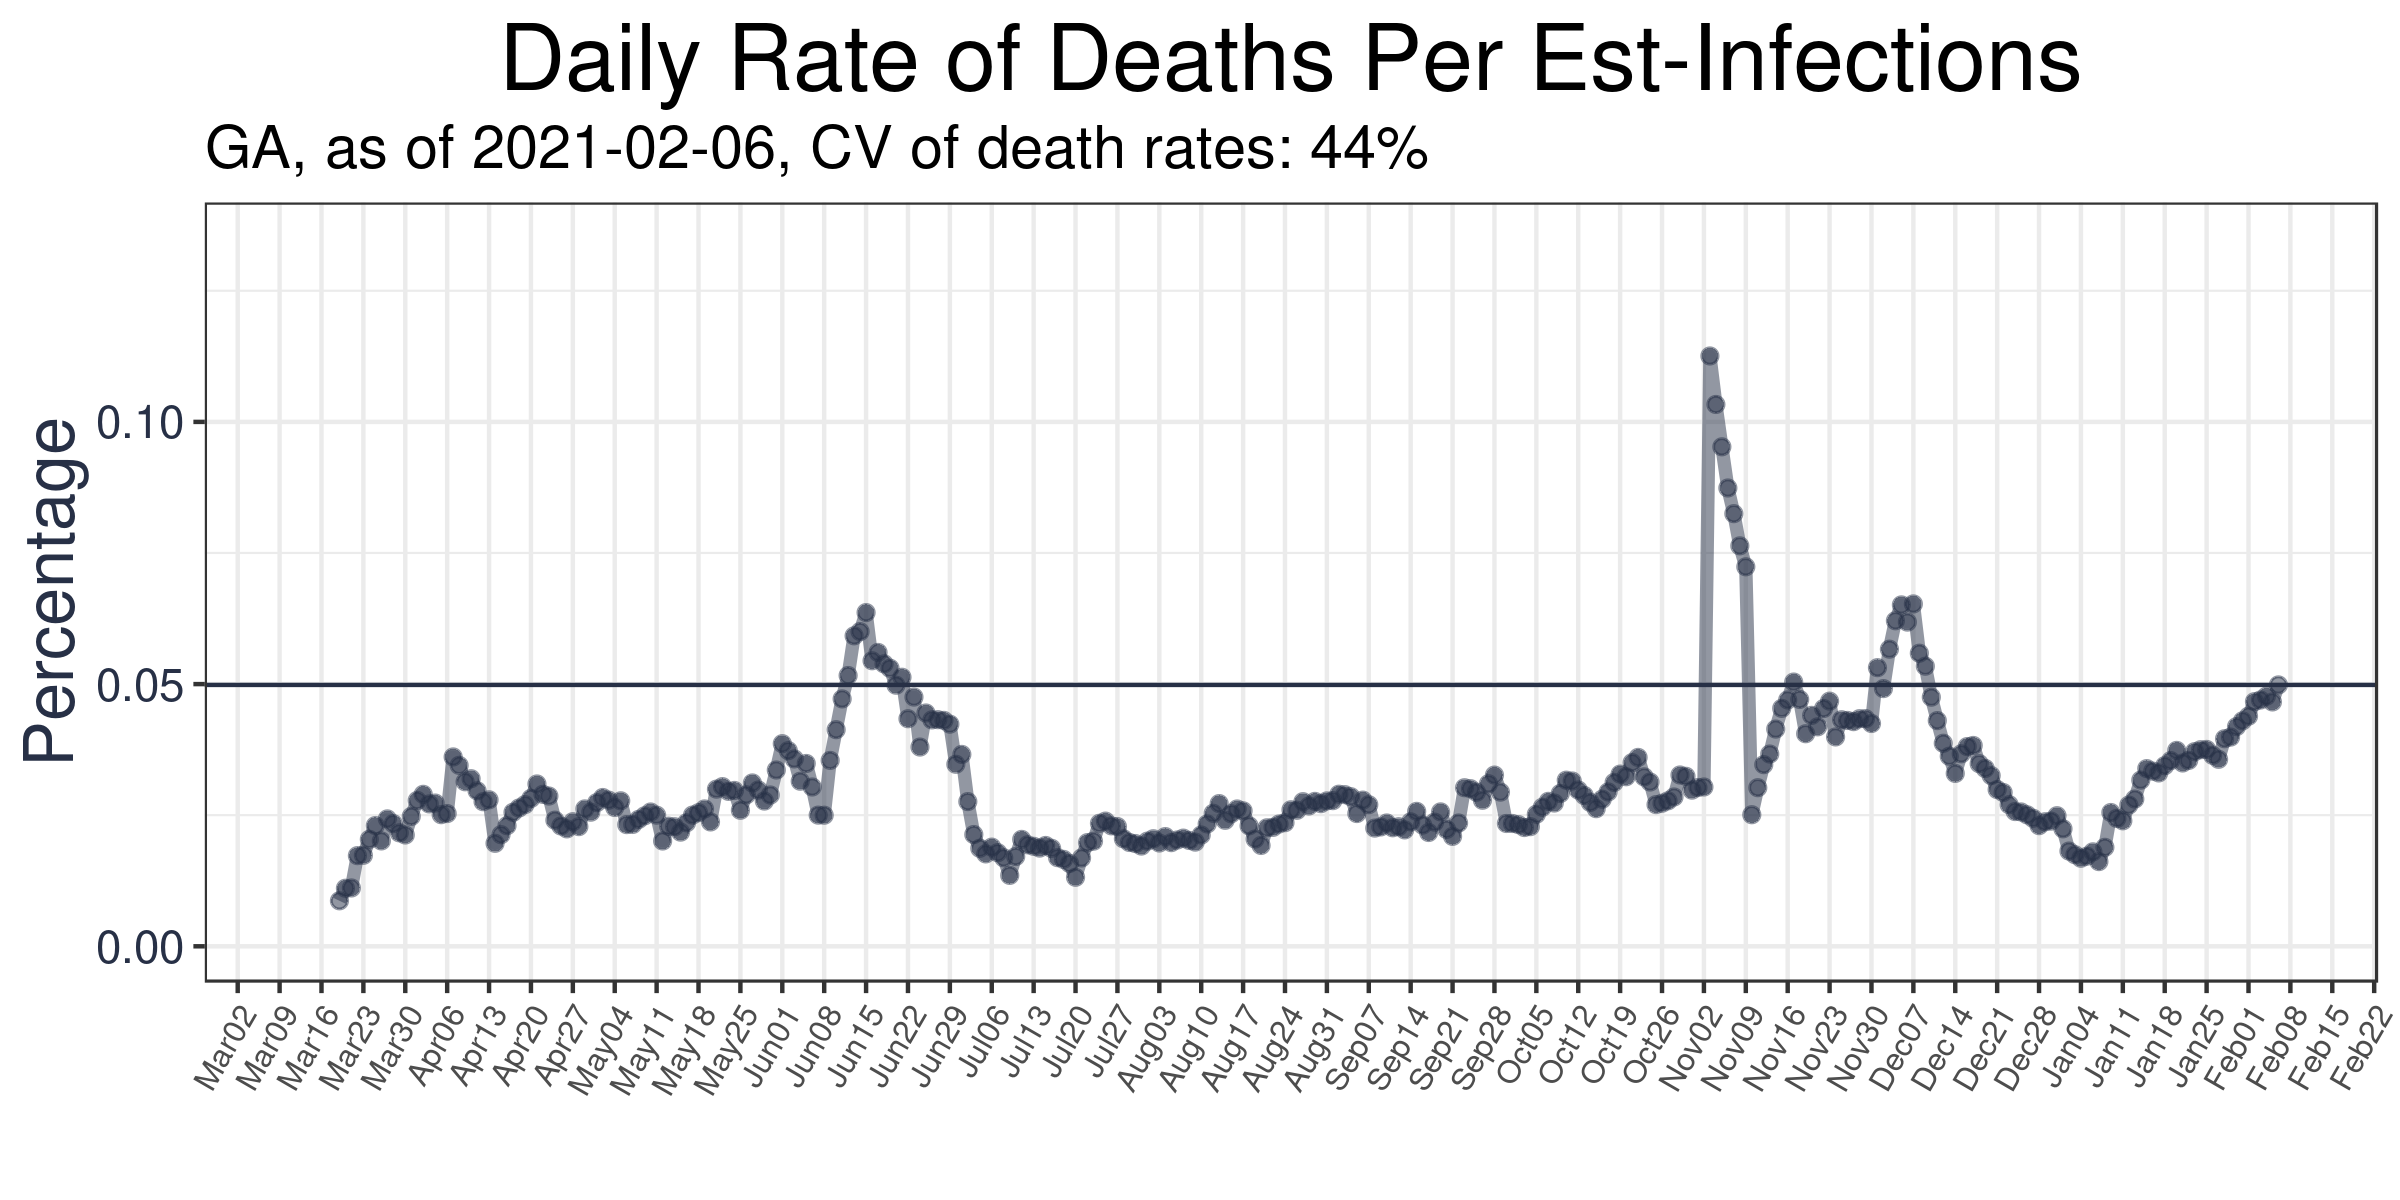 Daily Rate of Deaths Per Est-Infections
GA, as of 2021-02-06, CV of death rates: 44%
Percentage
0.10
0.05
0.00
Mar02
Mar09
Mar16
Mar23
Mar30
Apr06
Apr13
Apr20
Apr27
May04
May11
May18
May25
Jun01
Jun08
Jun15
Jun22
Jun29
Jul06
Jul13
Jul20
Jul27
Aug03
Aug10
Aug17
Aug24
Aug31
Sep07
Sep14
Sep21
Sep28
Oct05
Oct12
Oct19
Oct26
Nov02
Nov09
Nov16
Nov23
Nov30
Dec07
Dec14
Dec21
Dec28
Jan04
Jan11
Jan18
Jan25
Feb01
Feb08
Feb15
Feb22